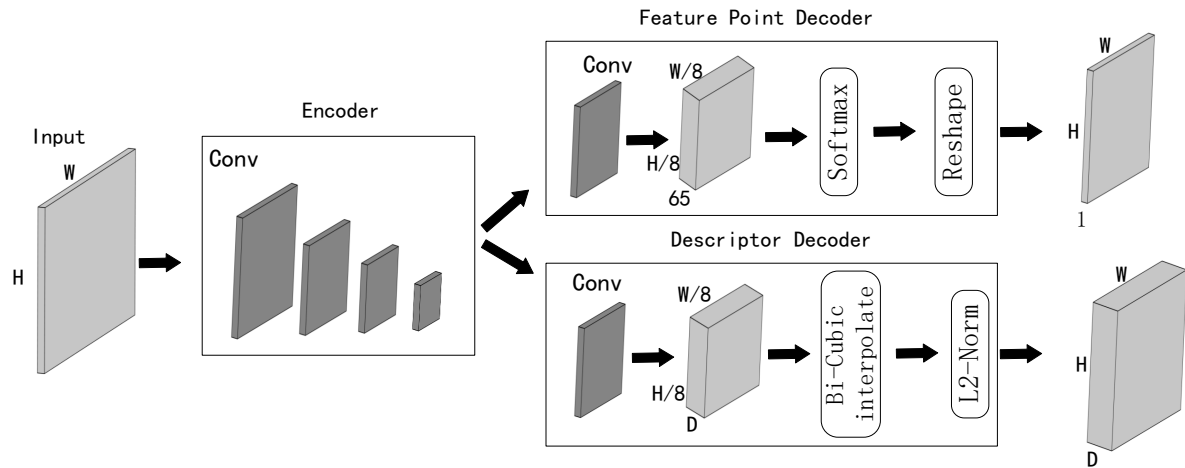 Input
W
H
Encoder
Conv
Feature Point Decoder
Conv
W/8
H/8
65
Softmax
Reshape
W
H
1
Descriptor Decoder
Conv
W/8
H/8
D
Bi-Cubic
interpolate
L2-Norm
W
H
D